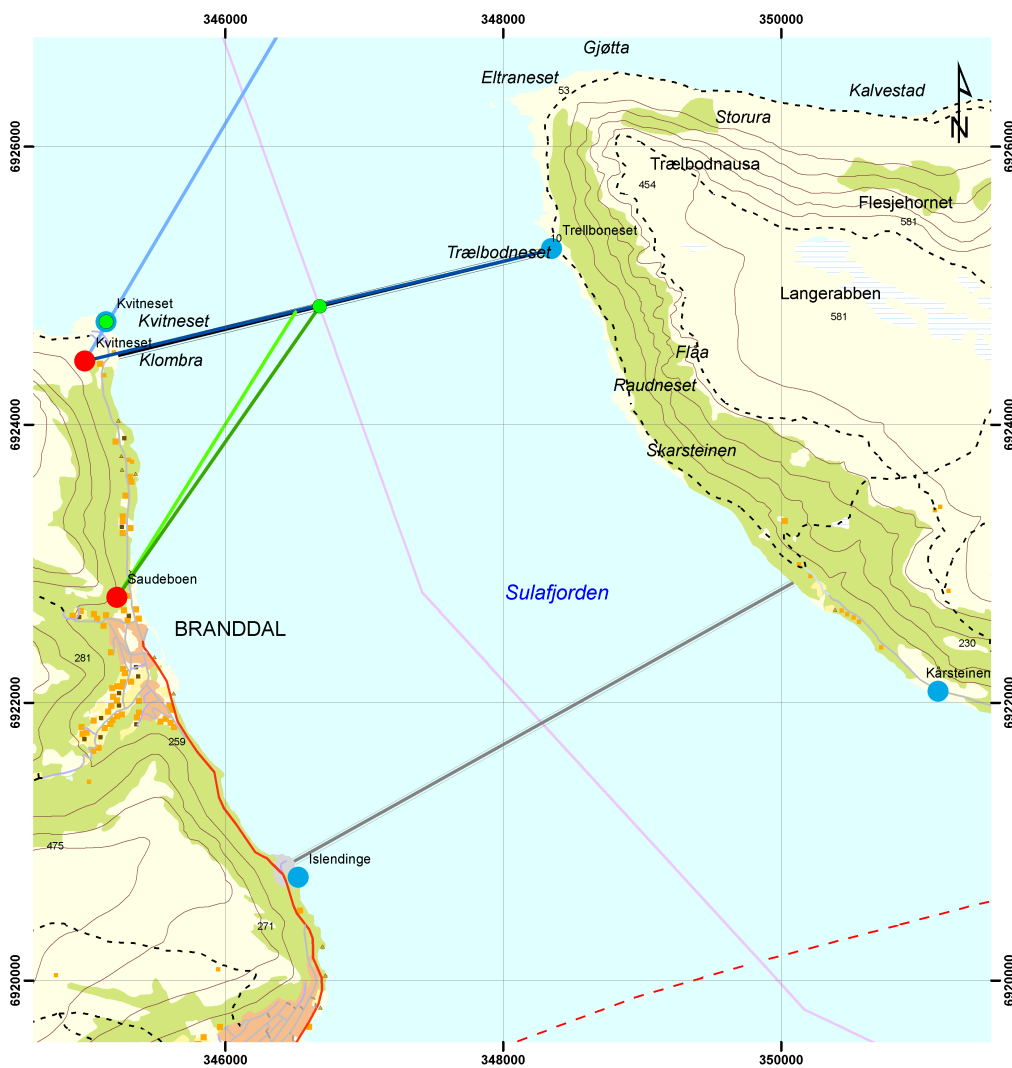 346000
348000
350000
Gjøtta
Eltraneset
53
Kalvestad
Storura
N
6926000
6926000
Trælbodnausa
454
Flesjehornet
581
Trellboneset
10
Trælbodneset
Langerabben
581
Kvitneset
Kvitneset
Kvitneset
Klombra
Flåa
Raudneset
6924000
6924000
Skarsteinen
Saudeboen
Sulafjorden
BRANDDAL
281
230
Kårsteinen
6922000
6922000
259
475
Islendinge
271
6920000
6920000
346000
348000
350000